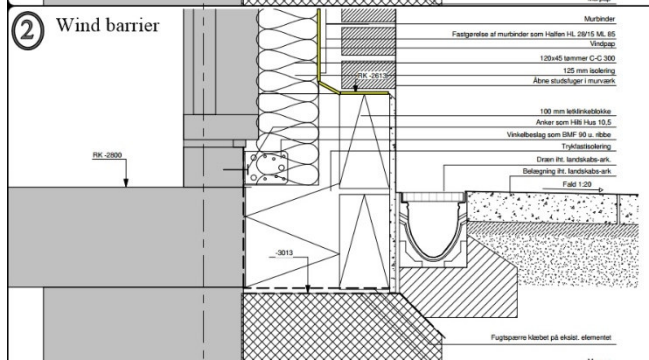 2 Wind barrier
Murbinder
Fastgørelse af murbinder som Halfen HL 28/15 ML 85
Vindpap
120x45 tømmer C-C 300
125 mm isolering
Åbne studsfuger i murværk
RK -2613
100 mm letklinkeblokke
Anker som Hilti Hus 10,5
Vinkelbeslag som BMF 90 u. ribbe
Trykfastisolering
RK -2800
Dræn iht. landskabs-ark.
Belægning iht. landskabs-ark
Fald 1:20
-3013
Fugtspærre klæbet på eksist. elementet